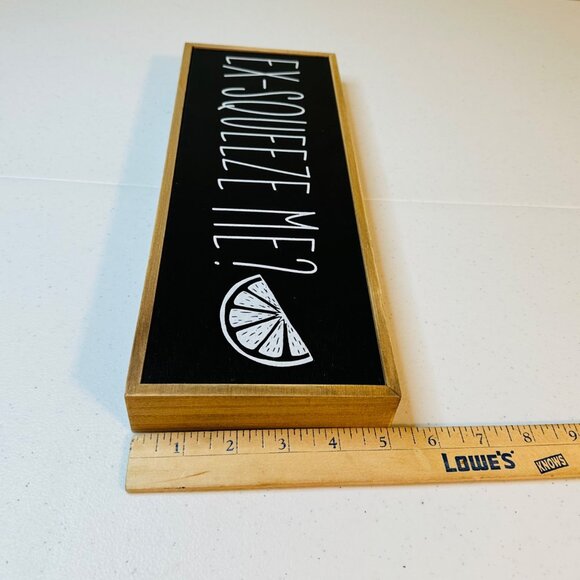 EX-SQUEEZE ME?
1 2 3 4 5 6 7 8 9
LOWE'S KNOWS